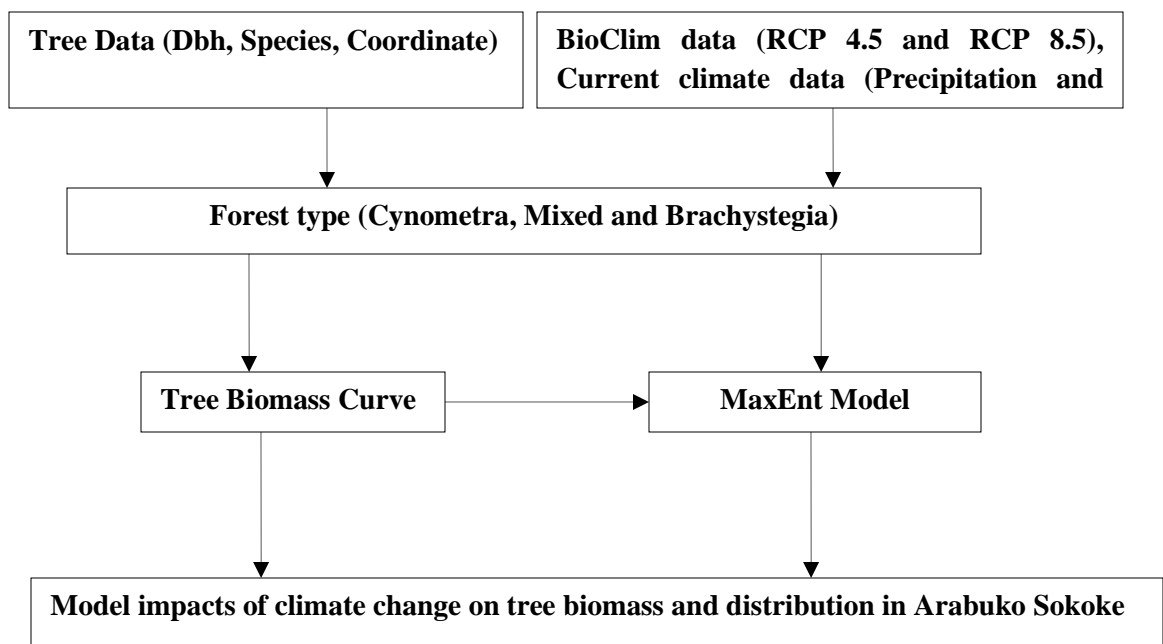 Tree Data (Dbh, Species, Coordinate)
BioClim data (RCP 4.5 and RCP 8.5),
Current climate data (Precipitation and
Forest type (Cynometra, Mixed and Brachystegia)
Tree Biomass Curve
MaxEnt Model
Model impacts of climate change on tree biomass and distribution in Arabuko Sokoke